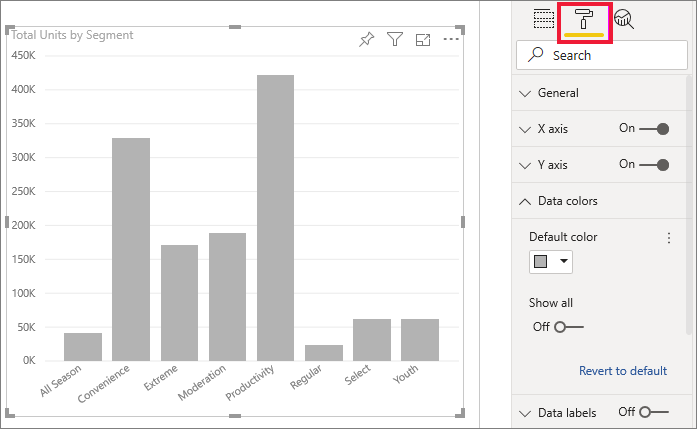 Total Units by Segment
450K
400K
350K
300K
250K
200K
150K
100K
50K
0K
All Season
Convenience
Extreme
Moderation
Productivity
Regular
Select
Youth
Search
General
X axis On
Y axis On
Data colors
Default color
Show all
Off
Revert to default
Data labels Off